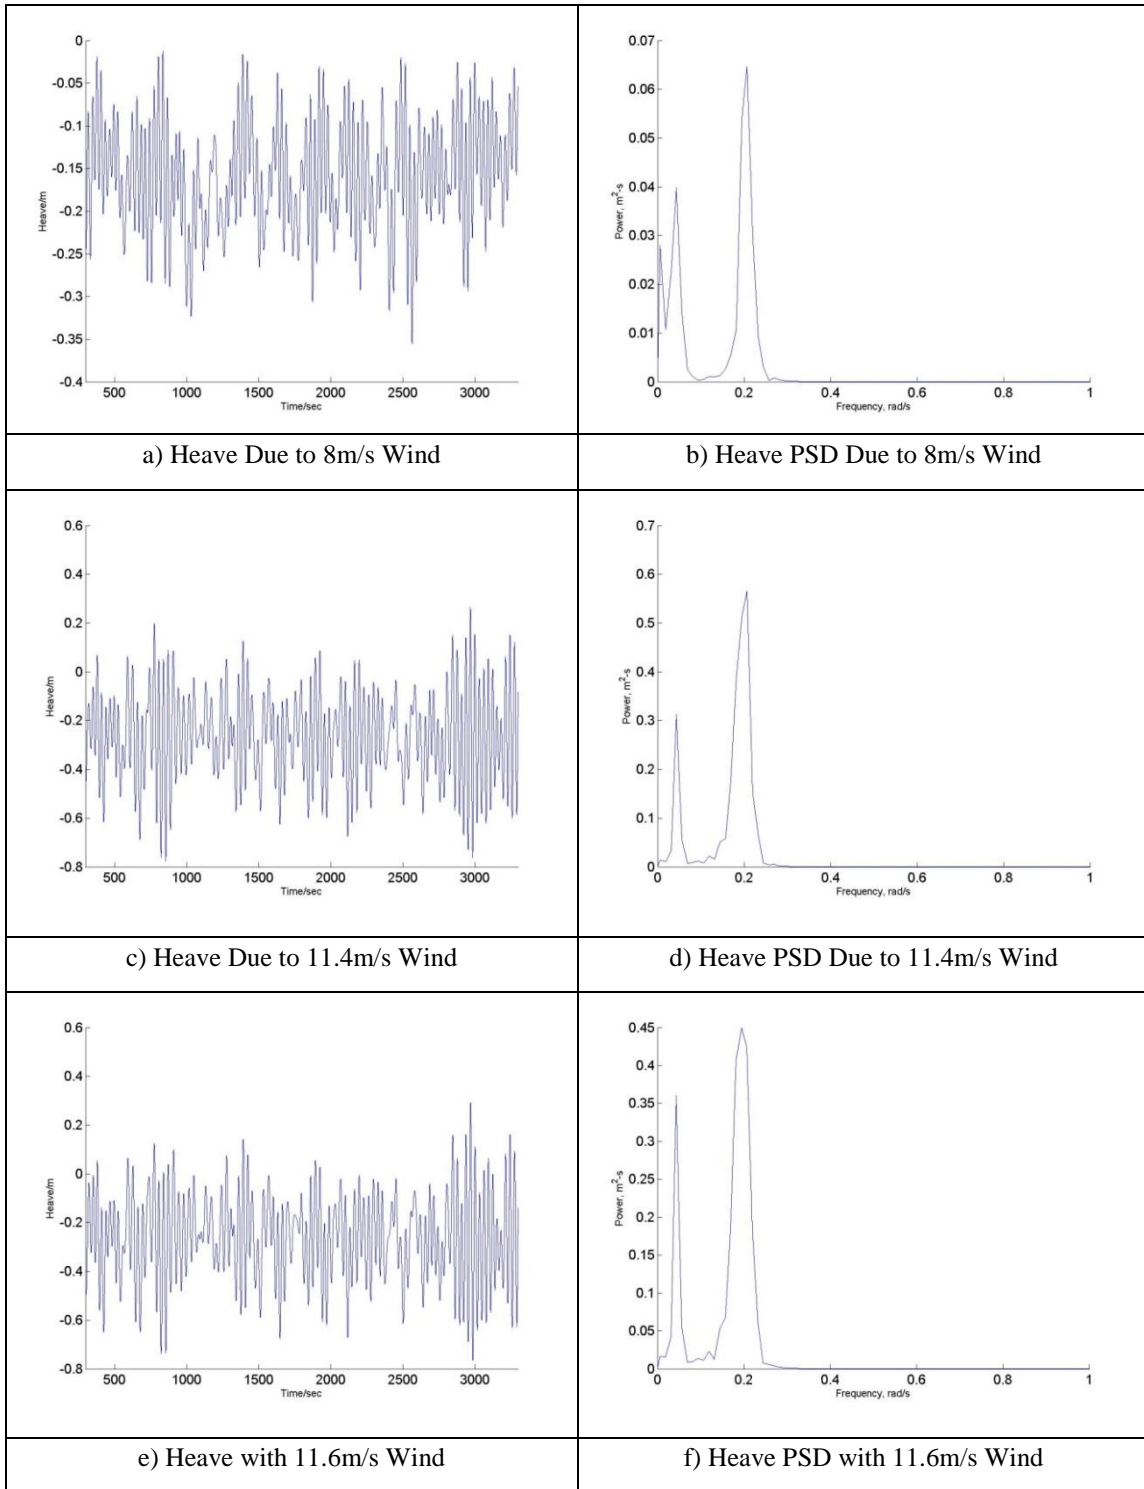 0
-0.05
-0.1
-0.15
-0.2
-0.25
-0.3
-0.35
-0.4
Heave/m
500 1000 1500 2000 2500 3000
Time/sec
0.07
0.06
0.05
0.04
0.03
0.02
0.01
0
Power, m²-s
0 0.2 0.4 0.6 0.8 1
Frequency, rad/s
a) Heave Due to 8m/s Wind
b) Heave PSD Due to 8m/s Wind
0.6
0.4
0.2
0
-0.2
-0.4
-0.6
-0.8
Heave/m
500 1000 1500 2000 2500 3000
Time/sec
0.7
0.6
0.5
0.4
0.3
0.2
0.1
0
Power, m²-s
0 0.2 0.4 0.6 0.8 1
Frequency, rad/s
c) Heave Due to 11.4m/s Wind
d) Heave PSD Due to 11.4m/s Wind
0.6
0.4
0.2
0
-0.2
-0.4
-0.6
-0.8
Heave/m
500 1000 1500 2000 2500 3000
Time/sec
0.45
0.4
0.35
0.3
0.25
0.2
0.15
0.1
0.05
0
Power, m²-s
0 0.2 0.4 0.6 0.8 1
Frequency, rad/s
e) Heave with 11.6m/s Wind
f) Heave PSD with 11.6m/s Wind